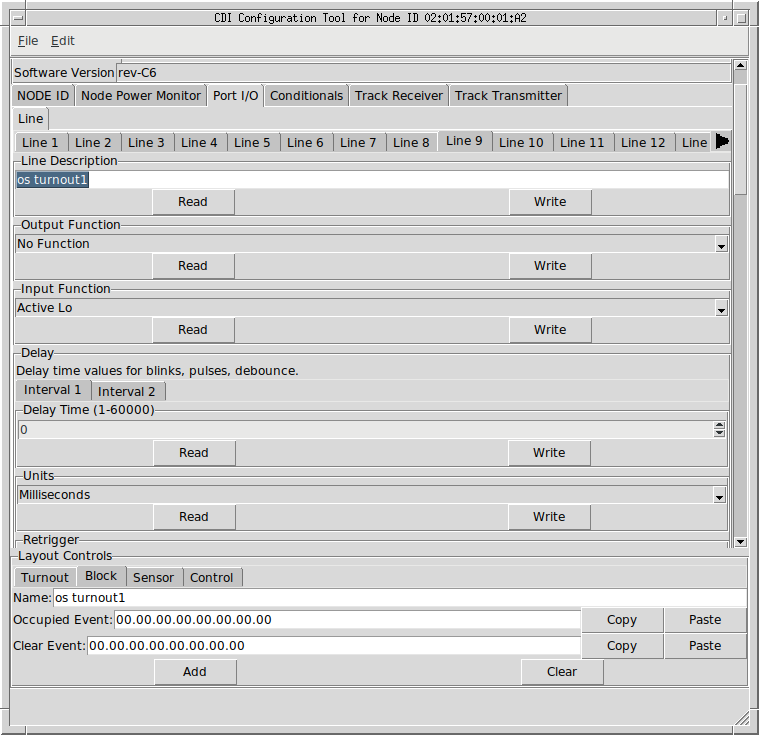 CDI Configuration Tool for Node ID 02:01:57:00:01:A2
File Edit
Software Version rev-C6
NODE ID Node Power Monitor Port I/O Conditionals Track Receiver Track Transmitter
Line
Line 1 Line 2 Line 3 Line 4 Line 5 Line 6 Line 7 Line 8 Line 9 Line 10 Line 11 Line 12 Line
Line Description
os turnout1
Read Write
Output Function
No Function
Read Write
Input Function
Active Lo
Read Write
Delay
Delay time values for blinks, pulses, debounce.
Interval 1 Interval 2
Delay Time (1-60000)
0
Read Write
Units
Milliseconds
Read Write
Retrigger
Layout Controls
Turnout Block Sensor Control
Name: os turnout1
Occupied Event: 00.00.00.00.00.00.00.00 Copy Paste
Clear Event: 00.00.00.00.00.00.00.00 Copy Paste
Add Clear